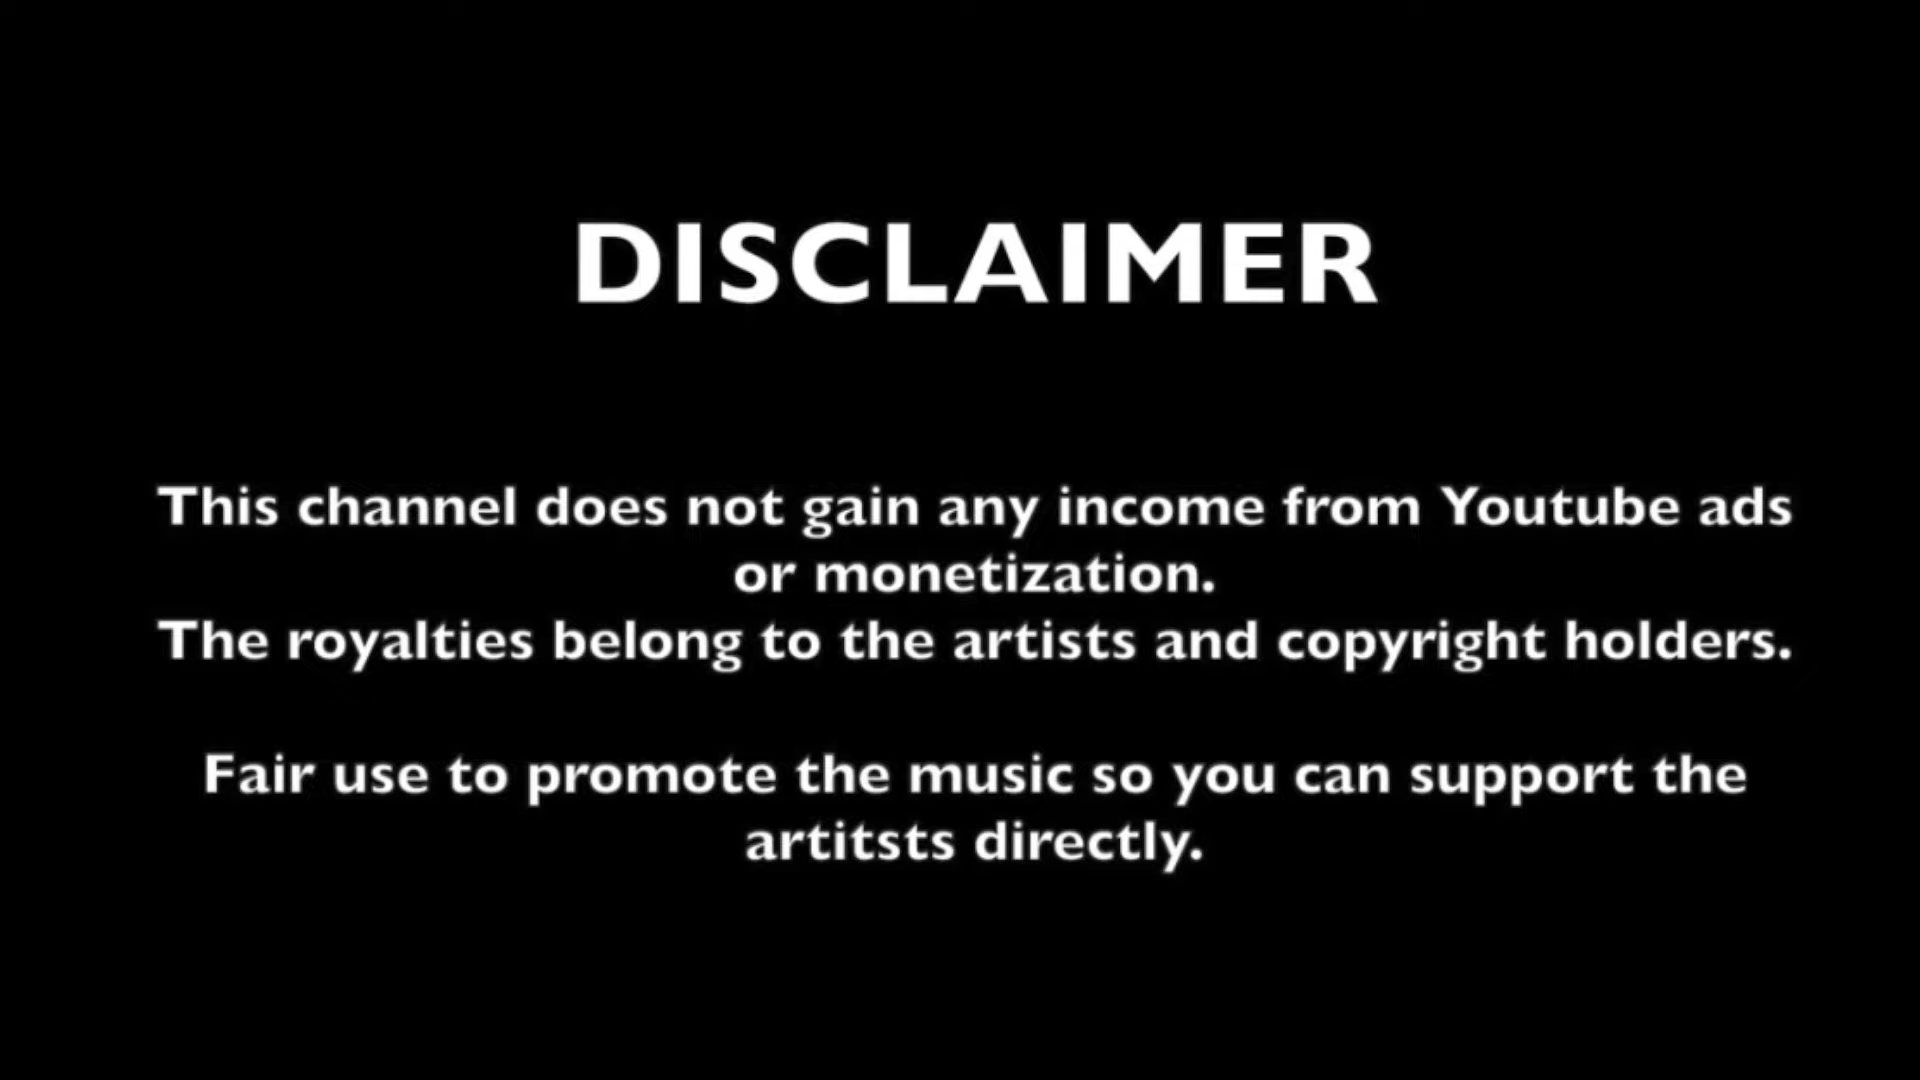 DISCLAIMER
This channel does not gain any income from Youtube ads
or monetization.
The royalties belong to the artists and copyright holders.
Fair use to promote the music so you can support the
artitsts directly.